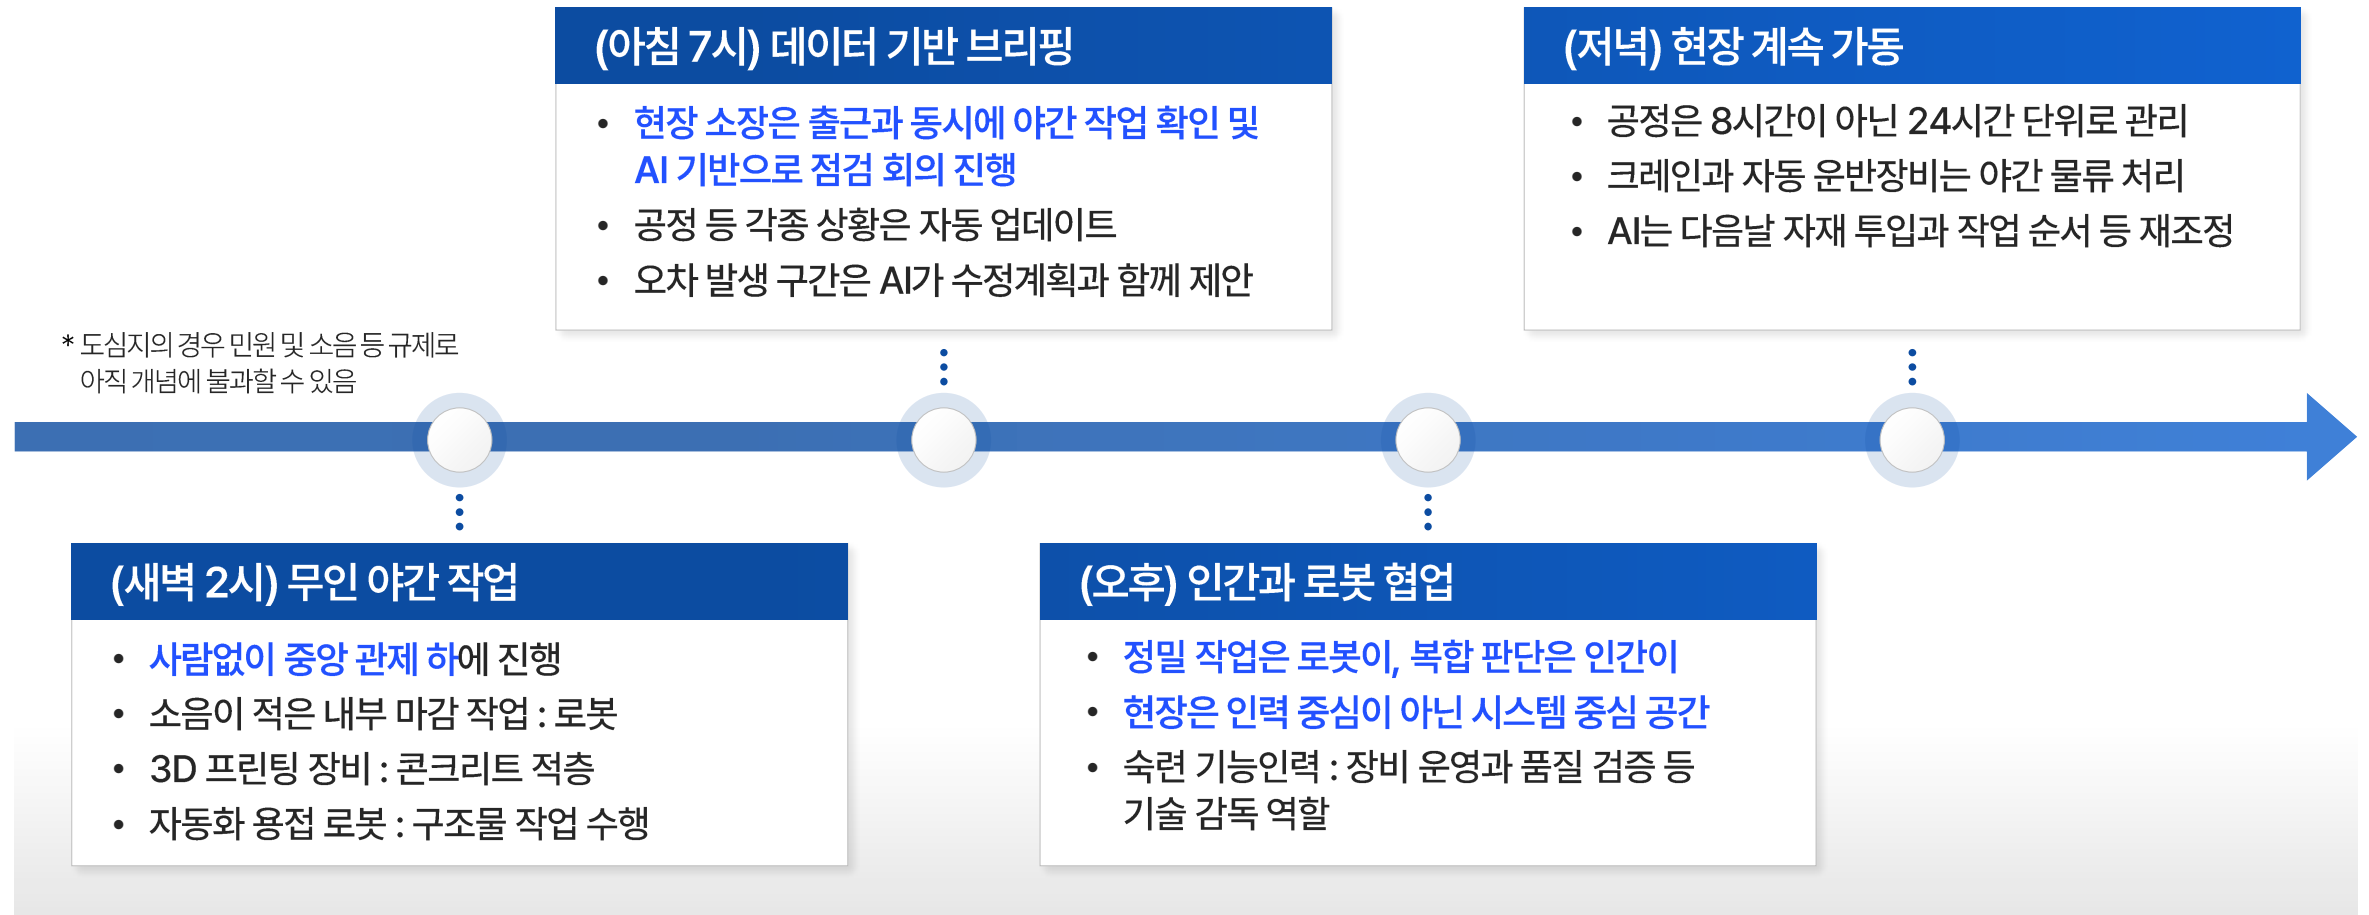 (아침 7시) 데이터 기반 브리핑
• 현장 소장은 출근과 동시에 야간 작업 확인 및
AI 기반으로 점검 회의 진행
• 공정 등 각종 상황은 자동 업데이트
• 오차 발생 구간은 AI가 수정계획과 함께 제안
(저녁) 현장 계속 가동
• 공정은 8시간이 아닌 24시간 단위로 관리
• 크레인과 자동 운반장비는 야간 물류 처리
• AI는 다음날 자재 투입과 작업 순서 등 재조정
* 도심지의 경우 민원 및 소음 등 규제로
아직 개념에 불과할 수 있음
(새벽 2시) 무인 야간 작업
• 사람없이 중앙 관제 하에 진행
• 소음이 적은 내부 마감 작업 : 로봇
• 3D 프린팅 장비 : 콘크리트 적층
• 자동화 용접 로봇 : 구조물 작업 수행
(오후) 인간과 로봇 협업
• 정밀 작업은 로봇이, 복합 판단은 인간이
• 현장은 인력 중심이 아닌 시스템 중심 공간
• 숙련 기능인력 : 장비 운영과 품질 검증 등
기술 감독 역할